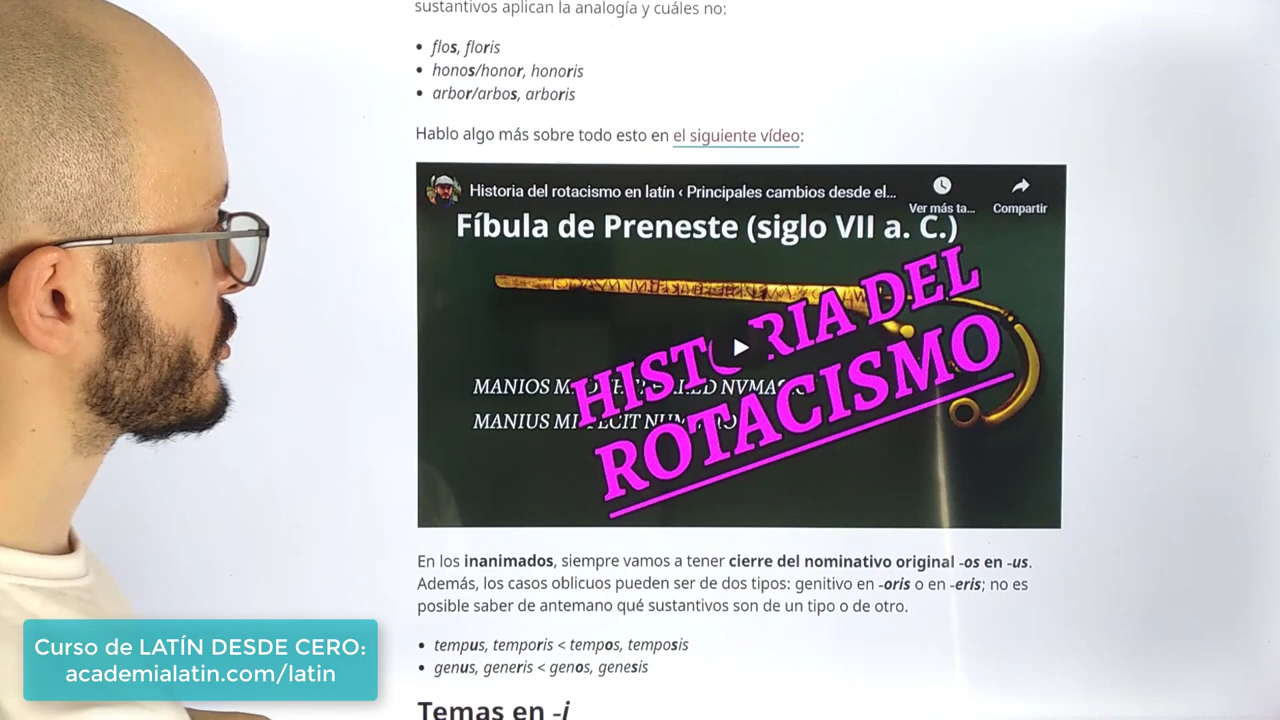 sustantivos aplican la analogía y cuáles no:
• flos, floris
• honos/honor, honoris
• arbor/arbos, arboris
Hablo algo más sobre todo esto en el siguiente vídeo:
Historia del rotacismo en latín ‹ Principales cambios desde el...
Ver más ta...
Compartir
Fíbula de Preneste (siglo VII a. C.)
HISTORIA DEL
ROTACISMO
MANIOS
MANIUS
En los inanimados, siempre vamos a tener cierre del nominativo original -os en -us.
Además, los casos oblicuos pueden ser de dos tipos: genitivo en -oris o en -eris; no es
posible saber de antemano qué sustantivos son de un tipo o de otro.
• tempus, temporis < tempos, temposis
• genus, generis < genos, genesis
Temas en -i
Curso de LATÍN DESDE CERO:
academialatin.com/latin